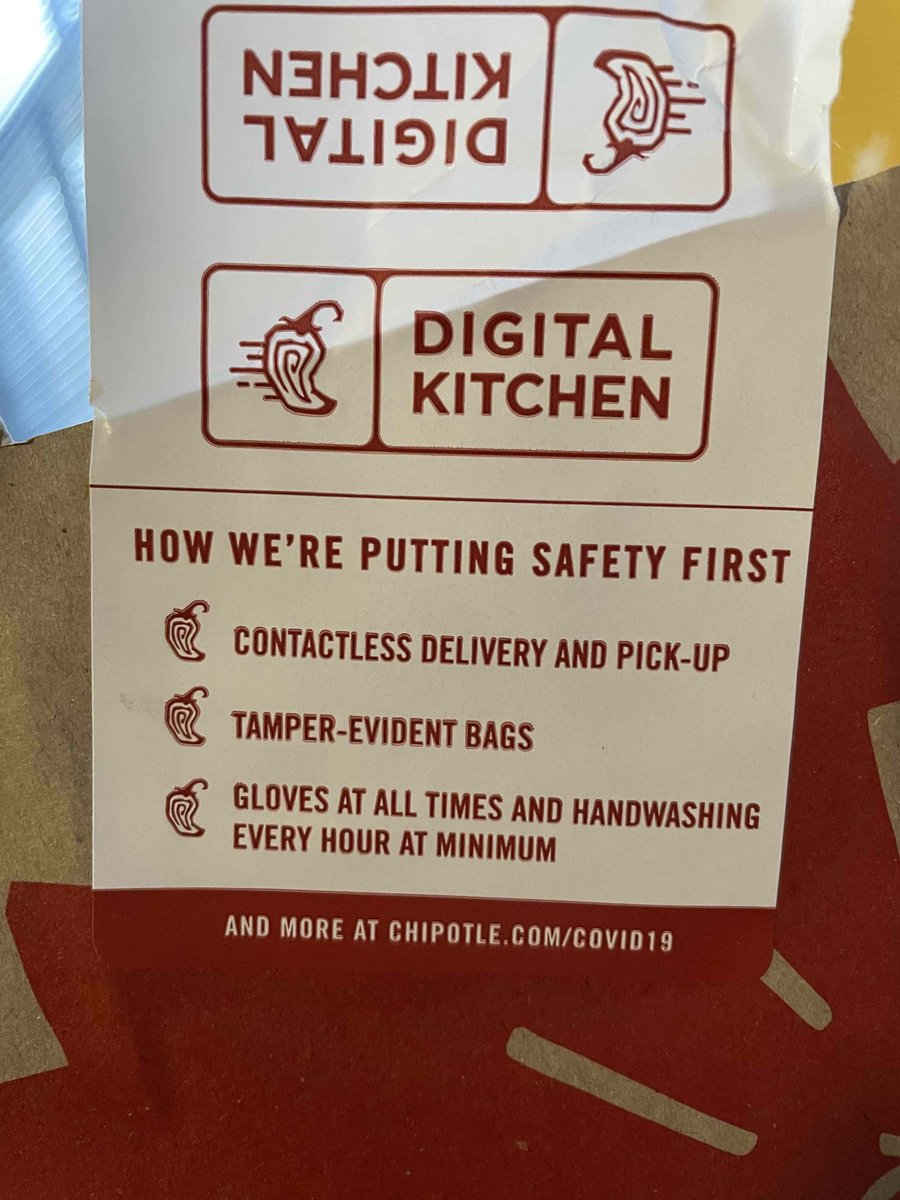 DIGITAL
KITCHEN
DIGITAL
KITCHEN
HOW WE'RE PUTTING SAFETY FIRST
CONTACTLESS DELIVERY AND PICK-UP
TAMPER-EVIDENT BAGS
GLOVES AT ALL TIMES AND HANDWASHING
EVERY HOUR AT MINIMUM
AND MORE AT CHIPOTLE.COM/COVID19